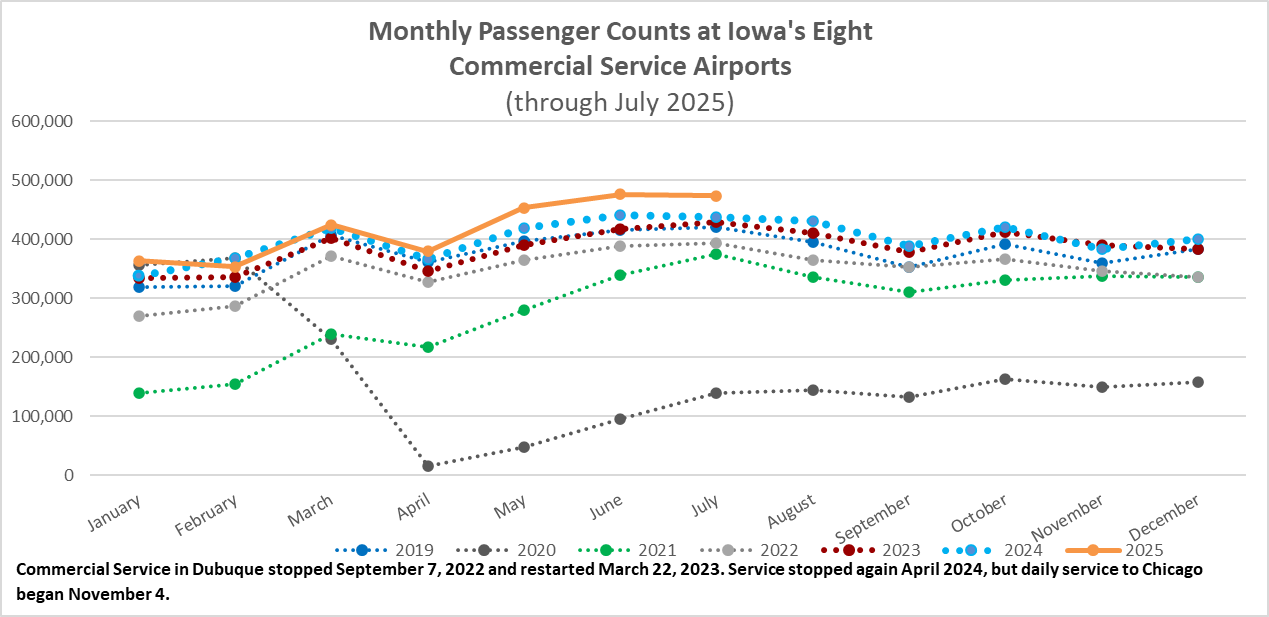 Monthly Passenger Counts at Iowa's Eight
Commercial Service Airports
(through July 2025)
600,000
500,000
400,000
300,000
200,000
100,000
0
January
February
March
April
May
June
July
August
September
October
November
December
2019
2020
2021
2022
2023
2024
2025
Commercial Service in Dubuque stopped September 7, 2022 and restarted March 22, 2023. Service stopped again April 2024, but daily service to Chicago
began November 4.